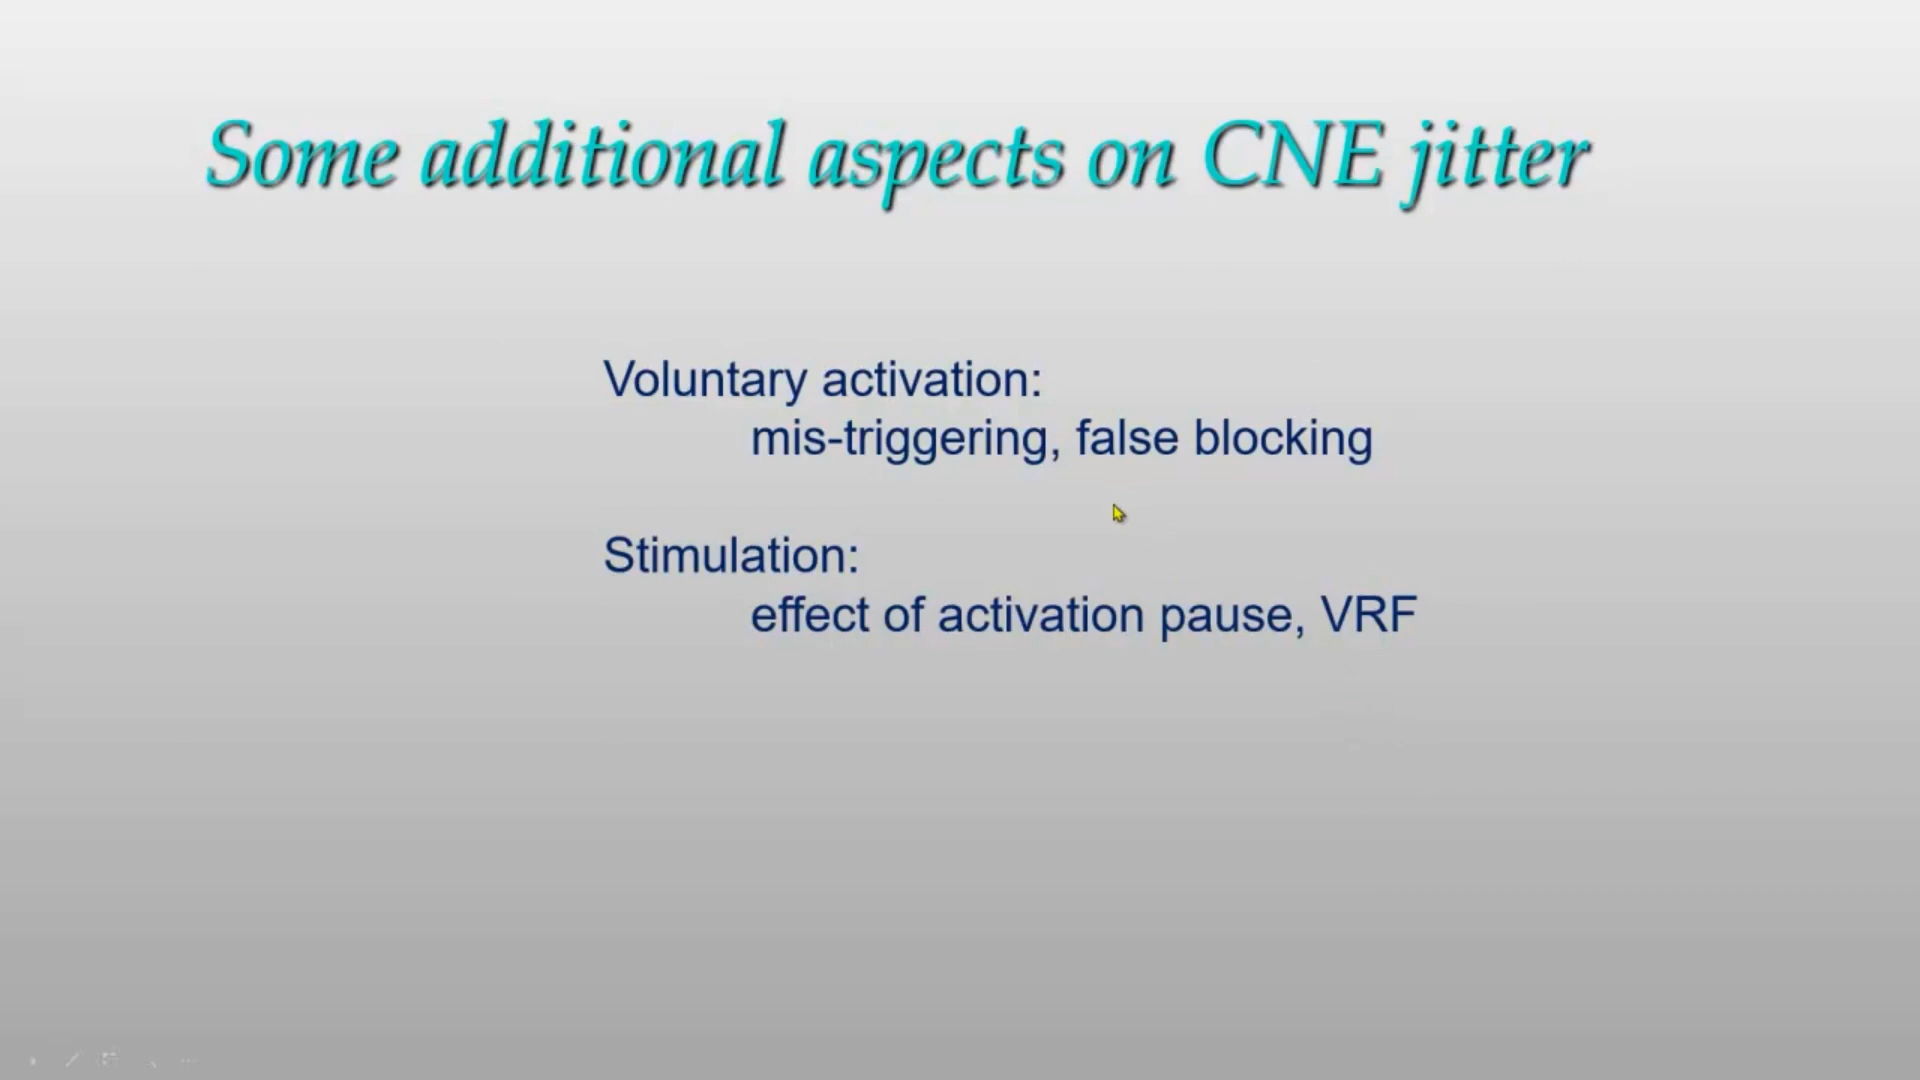 Some additional aspects on CNE jitter
Voluntary activation:
mis-triggering, false blocking
Stimulation:
effect of activation pause, VRF